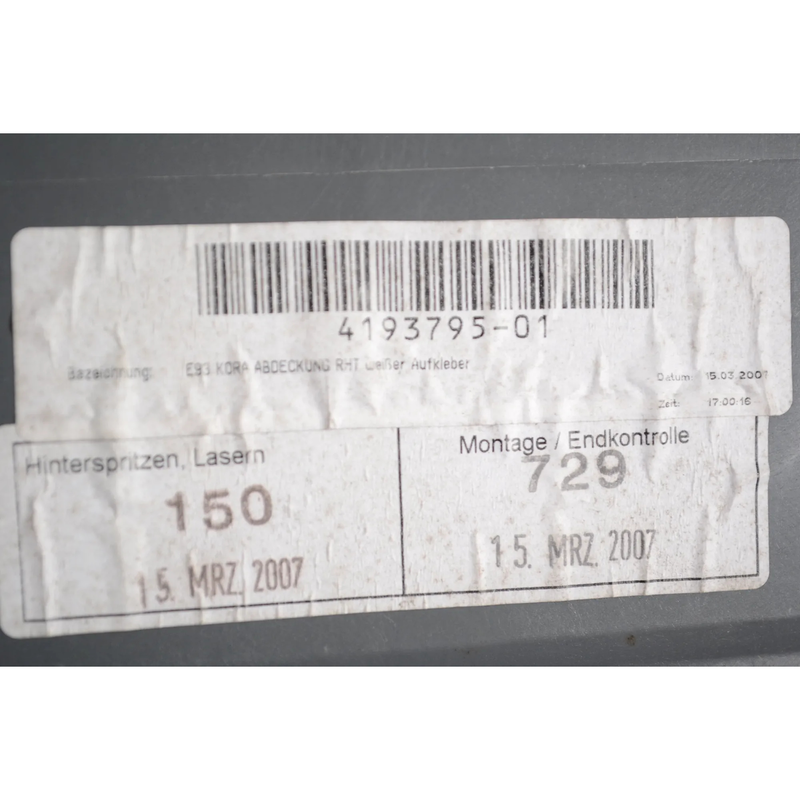 4193795-01
Bezeichnung: E93 KORA ABDECKUNG RHT weißer Aufkleber
Datum: 15.03.2007
Zeit: 17:00:16
Hinterspritzen, Lasern
150
15. MRZ. 2007
Montage / Endkontrolle
729
15. MRZ. 2007